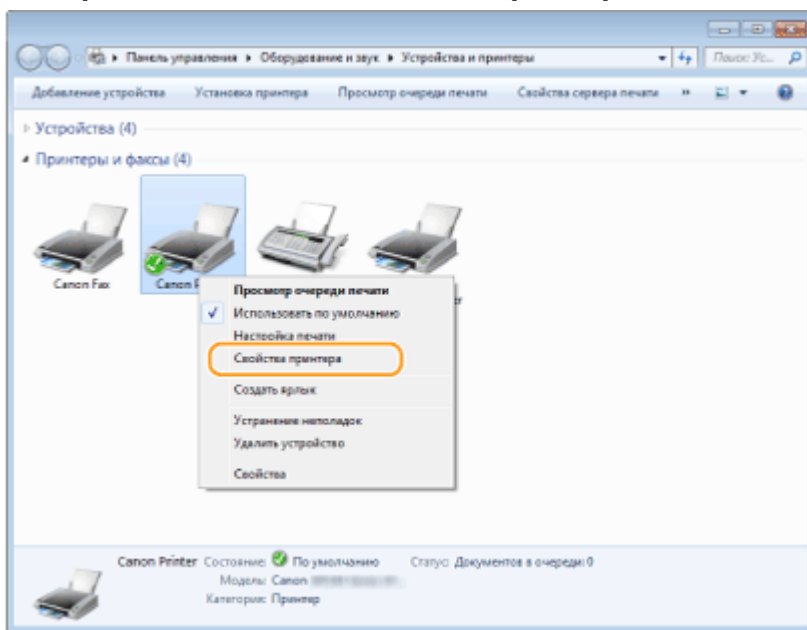 Панель управления ▸ Оборудование и звук ▸ Устройства и принтеры
Добавление устройства Установка принтера Просмотр очереди печати Свойства сервера печати »
Устройства (4)
Принтеры и факсы (4)
Canon Fax Canon
Просмотр очереди печати
Использовать по умолчанию
Настройка печати
Свойства принтера
Создать ярлык
Устранение неполадок
Удалить устройство
Свойства
Canon Printer Состояние: По умолчанию Статус: Документов в очереди: 0
Модель: Canon
Категория: Принтер